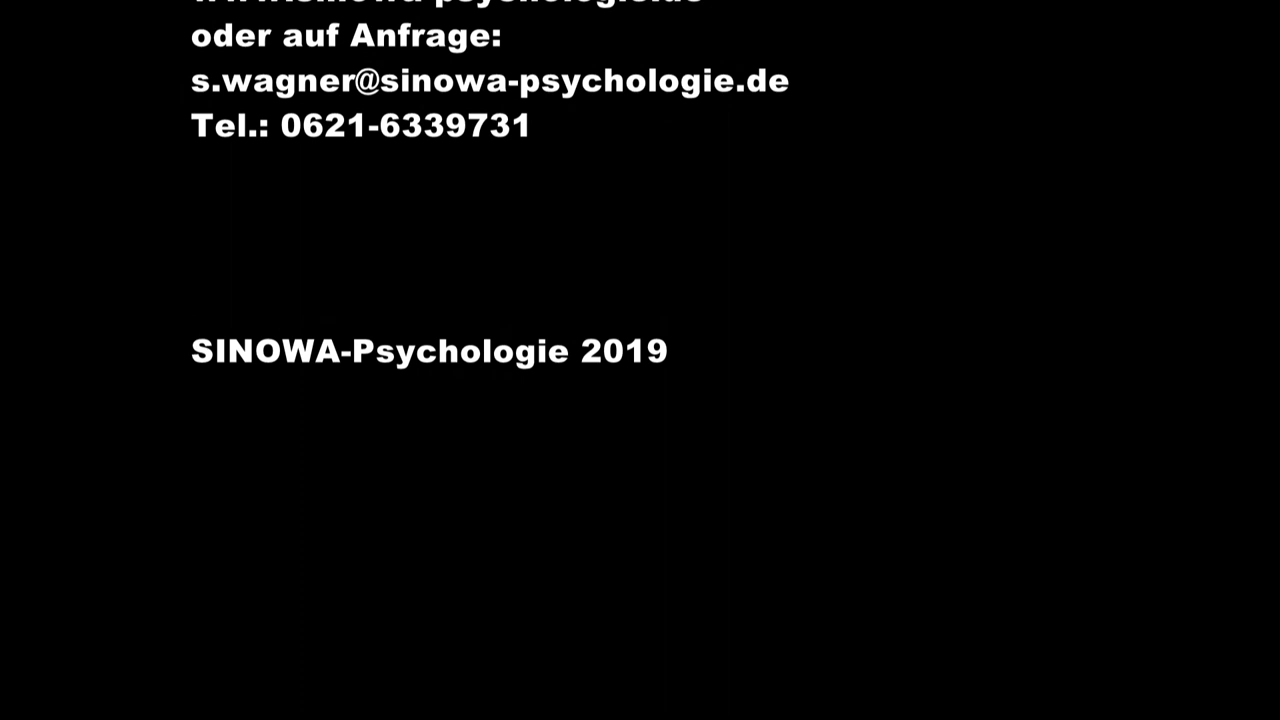 oder auf Anfrage:
s.wagner@sinowa-psychologie.de
Tel.: 0621-6339731
SINOWA-Psychologie 2019